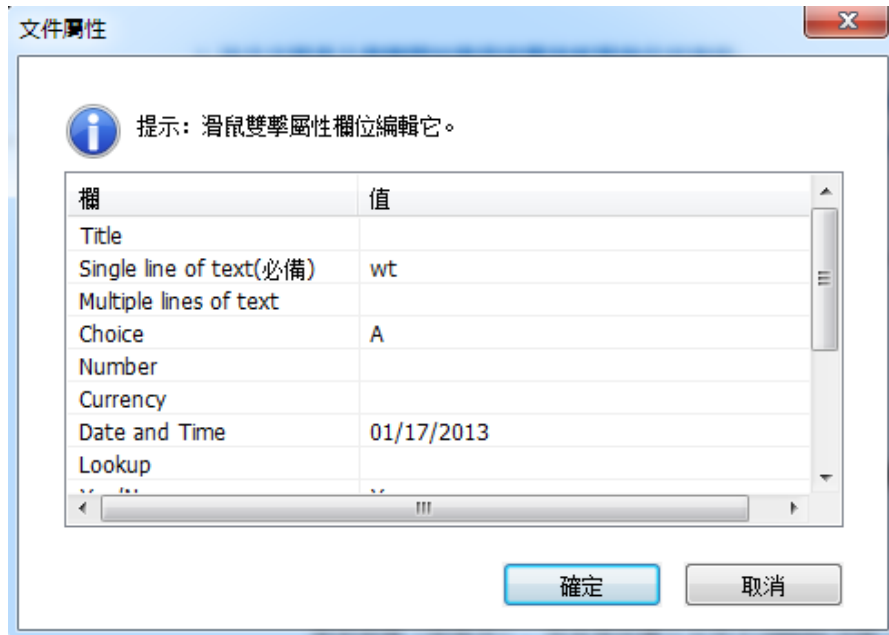 文件屬性
提示：滑鼠雙擊屬性欄位編輯它。
欄 值
Title
Single line of text(必備) wt
Multiple lines of text
Choice A
Number
Currency
Date and Time 01/17/2013
Lookup
確定 取消